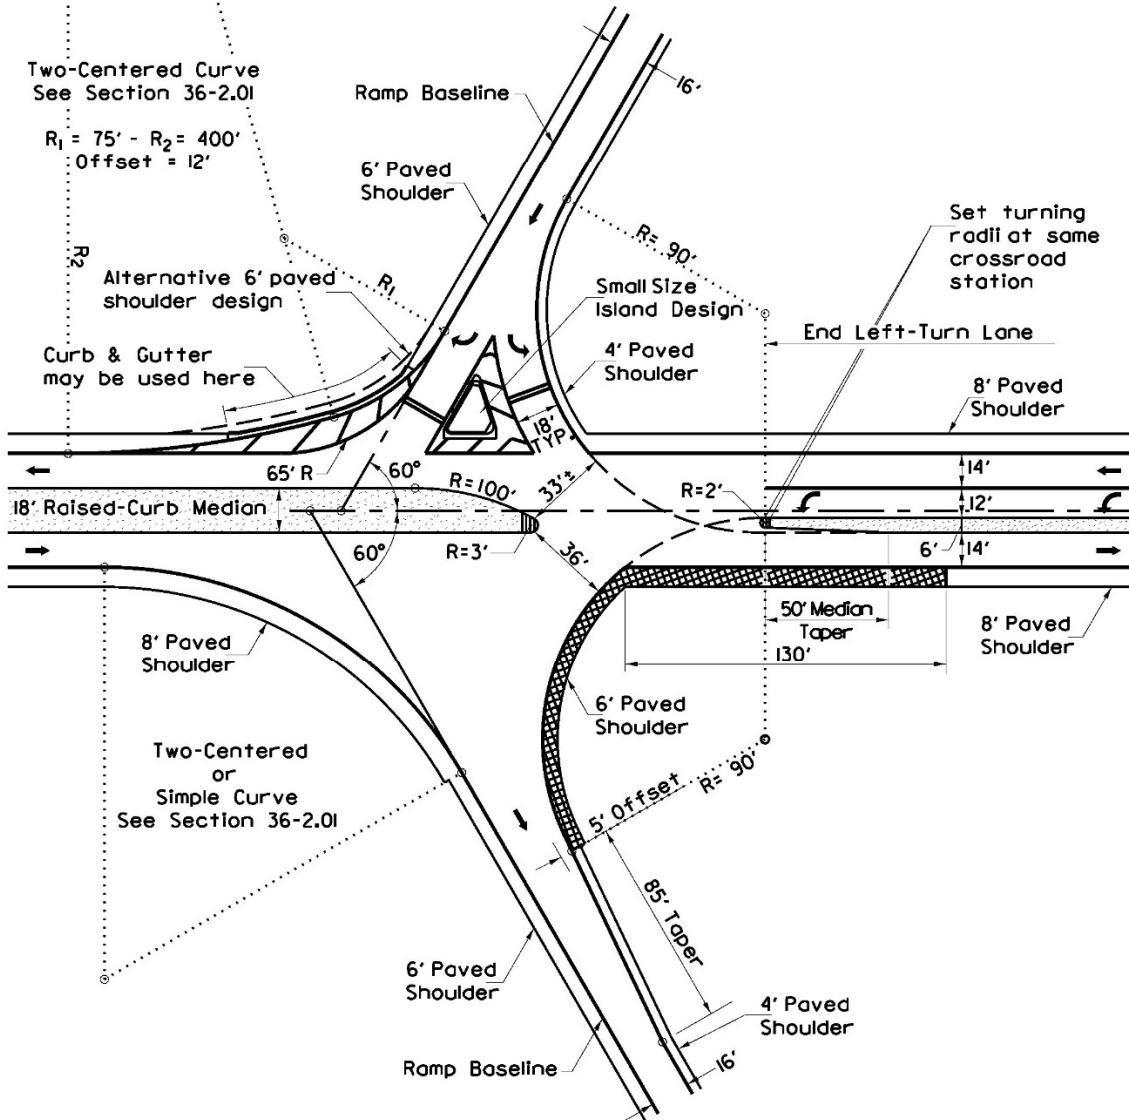 Two-Centered Curve
See Section 36-2.01
R₁ = 75′ - R₂ = 400′
Offset = 12′
Ramp Baseline
16′
6′ Paved
Shoulder
R= 90′
Set turning
radii at same
crossroad
station
R₂
R₁
Alternative 6′ paved
shoulder design
Small Size
Island Design
End Left-Turn Lane
Curb & Gutter
may be used here
4′ Paved
Shoulder
8′ Paved
Shoulder
18′
TYP.
65′ R
60°
R=100′
33′±
R=2′
14′
12′
18′ Raised-Curb Median
60°
R=3′
36′
6′
14′
8′ Paved
Shoulder
50′ Median
Taper
130′
8′ Paved
Shoulder
6′ Paved
Shoulder
Two-Centered
or
Simple Curve
See Section 36-2.01
5′ Offset
R= 90′
85′ Taper
6′ Paved
Shoulder
4′ Paved
Shoulder
Ramp Baseline
16′